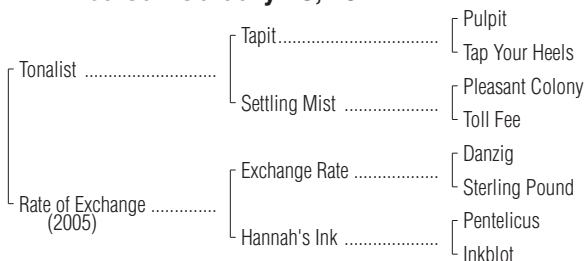 Tonalist
Tapit
Pulpit
Tap Your Heels
Settling Mist
Pleasant Colony
Toll Fee
Rate of Exchange
(2005)
Exchange Rate
Danzig
Sterling Pound
Hannah's Ink
Pentelicus
Inkblot